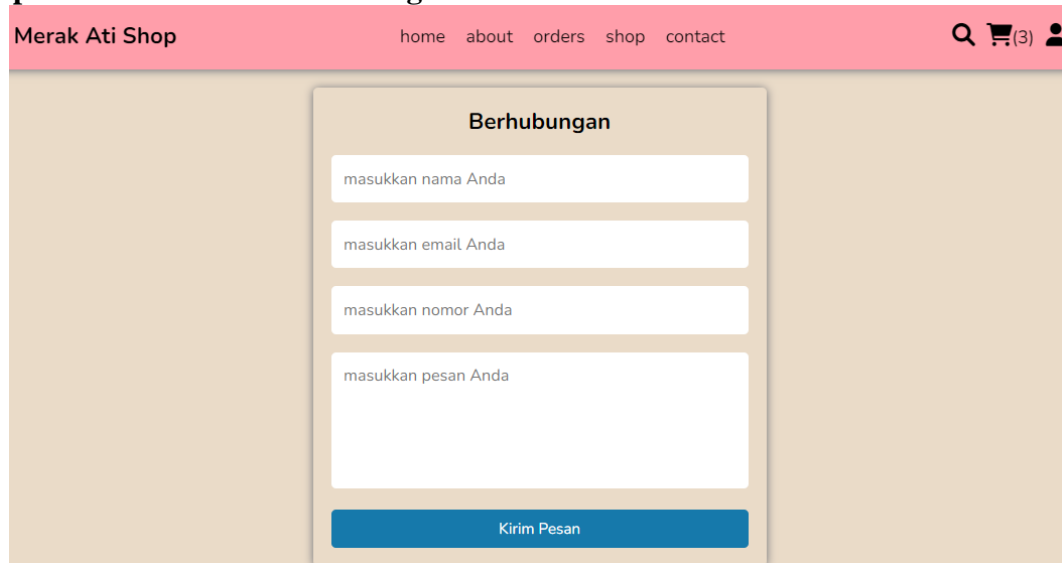 Merak Ati Shop
home about orders shop contact
(3)
Berhubungan
masukkan nama Anda
masukkan email Anda
masukkan nomor Anda
masukkan pesan Anda
Kirim Pesan